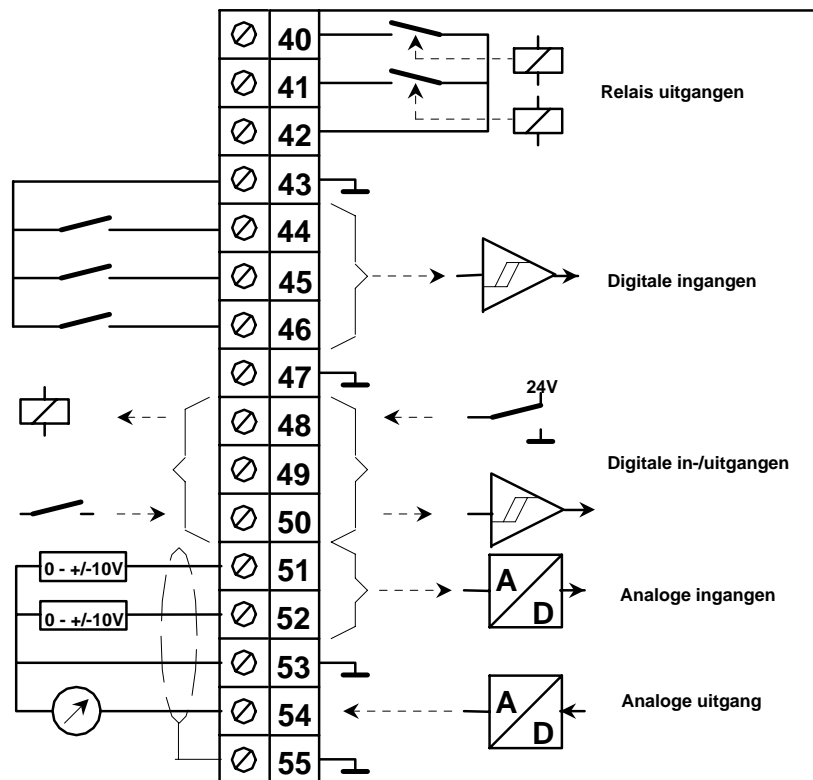 40
41
Relais uitgangen
42
43
44
45
Digitale ingangen
46
47
24V
48
49
Digitale in-/uitgangen
50
0 - +/-10V
51
A
D
Analoge ingangen
0 - +/-10V
52
53
54
A
D
Analoge uitgang
55